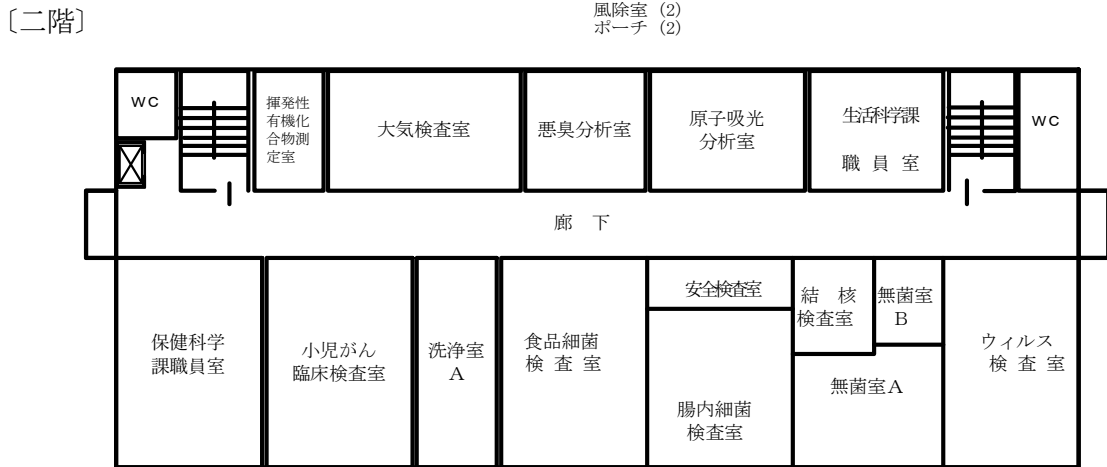 風除室 (2)
ポーチ (2)
〔二階〕
WC
揮発性
有機化
合物測
定室
大気検査室
悪臭分析室
原子吸光
分析室
生活科学課
職 員 室
WC
廊 下
保健科学
課職員室
小児がん
臨床検査室
洗浄室
A
食品細菌
検 査 室
安全検査室
腸内細菌
検査室
結 核
検査室
無菌室
B
無菌室A
ウィルス
検 査 室